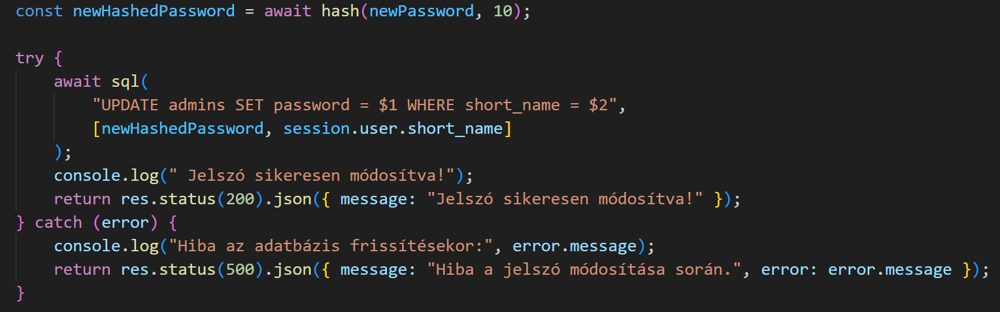 const newHashedPassword = await hash(newPassword, 10);
try {
await sql(
"UPDATE admins SET password = $1 WHERE short_name = $2",
[newHashedPassword, session.user.short_name]
);
console.log(" Jelszó sikeresen módosítva!");
return res.status(200).json({ message: "Jelszó sikeresen módosítva!" });
} catch (error) {
console.log("Hiba az adatbázis frissítésekor:", error.message);
return res.status(500).json({ message: "Hiba a jelszó módosítása során.", error: error.message });
}